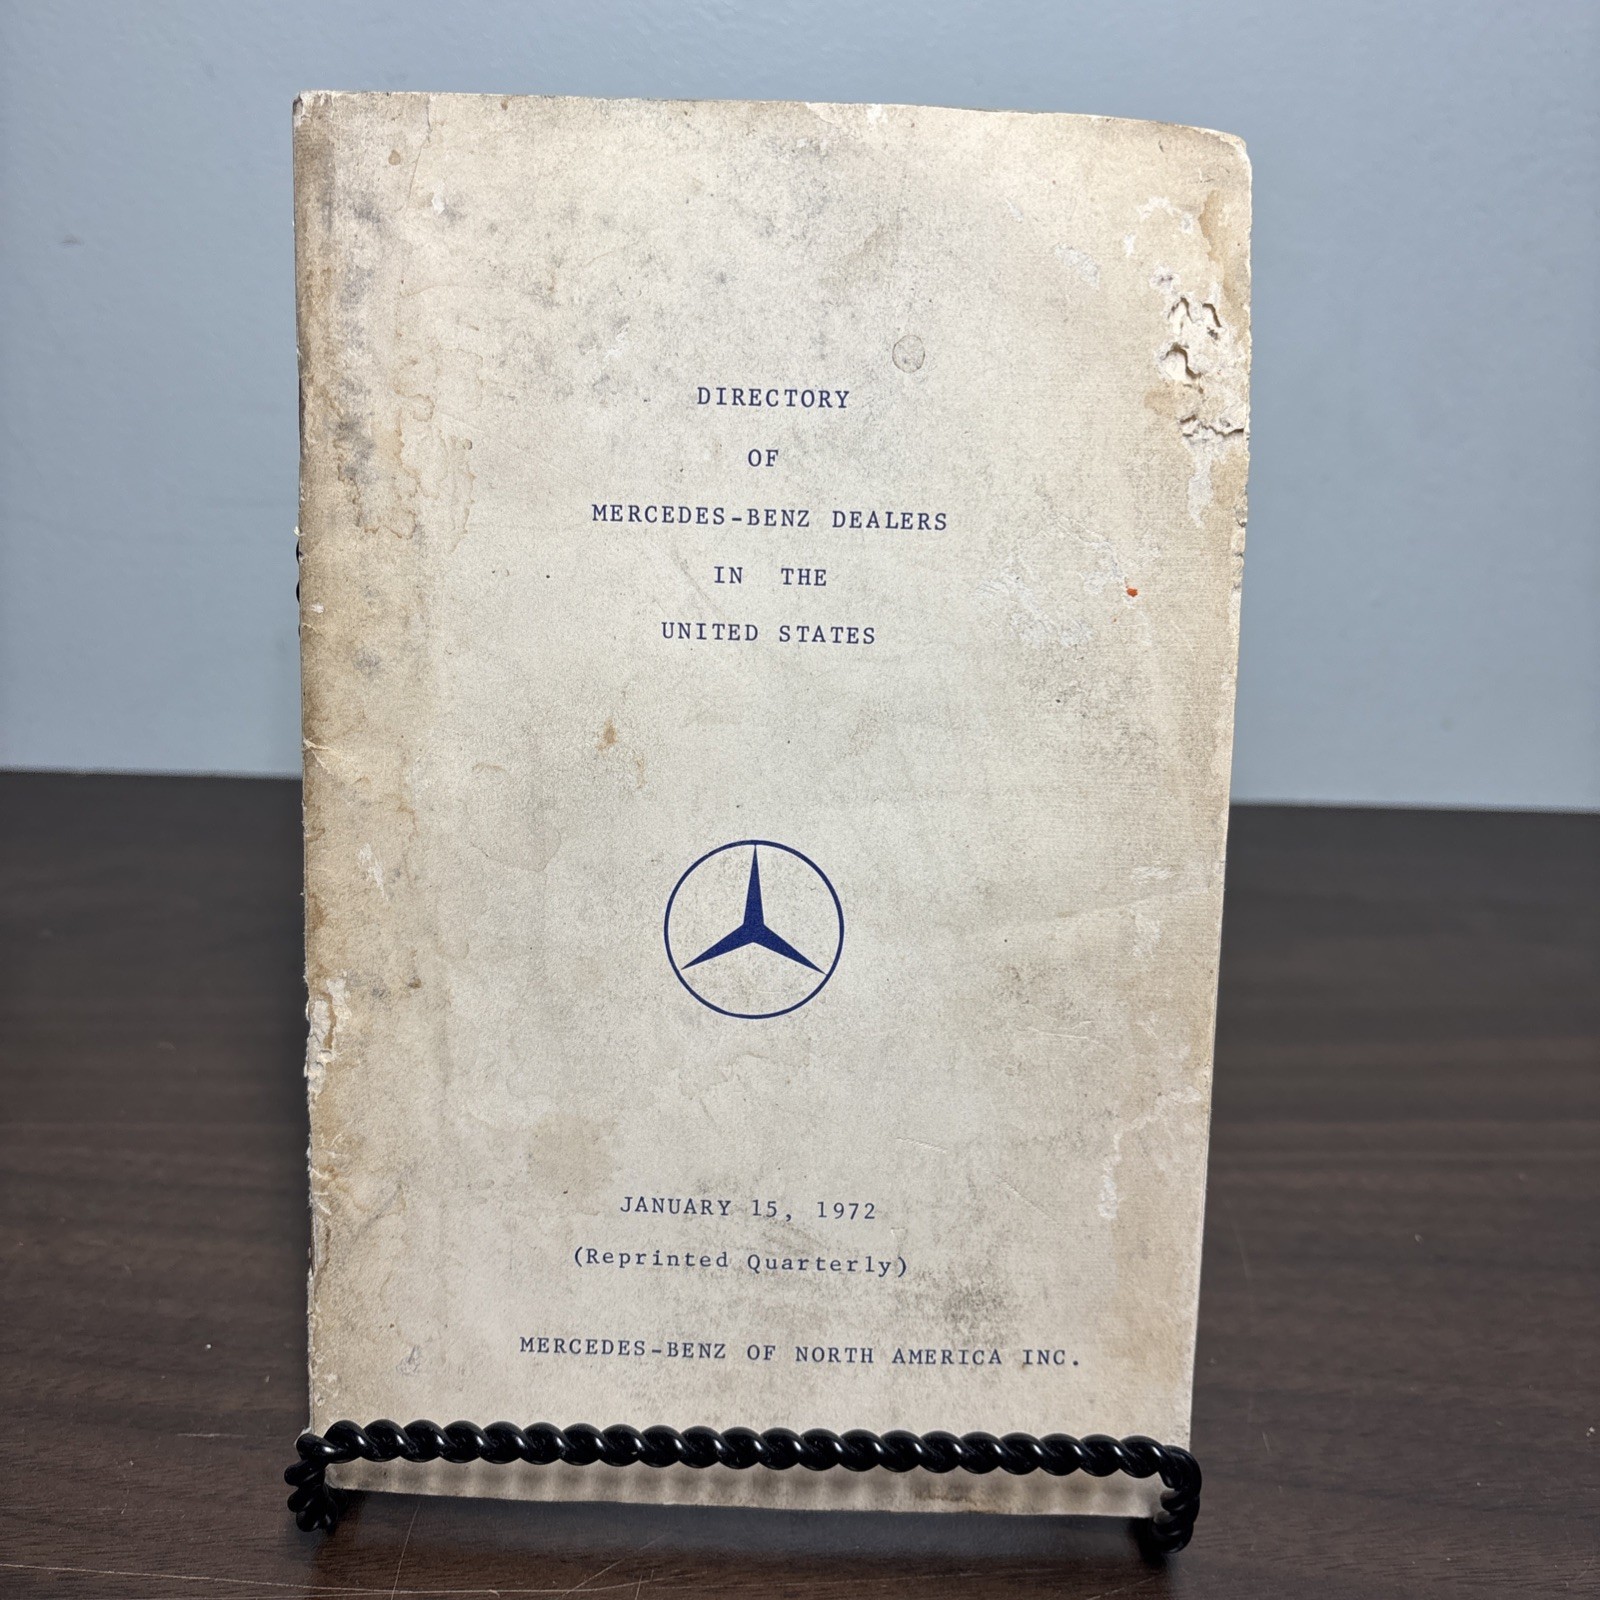 DIRECTORY
OF
MERCEDES-BENZ DEALERS
IN THE
UNITED STATES
JANUARY 15, 1972
(Reprinted Quarterly)
MERCEDES-BENZ OF NORTH AMERICA INC.